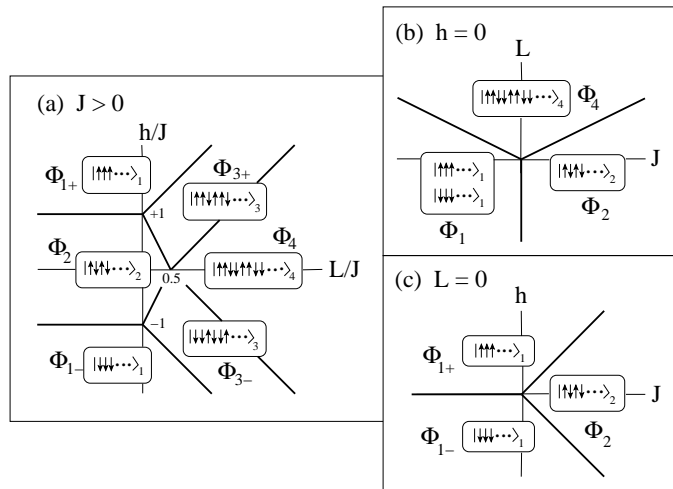 (a) J > 0
h/J
Φ1+
|↑↑↑⋯⟩1
Φ3+
+1
|↑↑↓↑↑↓⋯⟩3
Φ2
|↑↓↑↓⋯⟩2
0.5
Φ4
|↑↑↓↓↑↑↓↓⋯⟩4
L/J
−1
|↓↓↑↓↓↑⋯⟩3
Φ1−
|↓↓↓⋯⟩1
Φ3−
(b) h = 0
L
|↑↑↓↓↑↑↓↓⋯⟩4
Φ4
|↑↑↑⋯⟩1
|↓↓↓⋯⟩1
Φ1
|↑↓↑↓⋯⟩2
J
Φ2
(c) L = 0
h
Φ1+
|↑↑↑⋯⟩1
|↑↓↑↓⋯⟩2
J
Φ1−
|↓↓↓⋯⟩1
Φ2